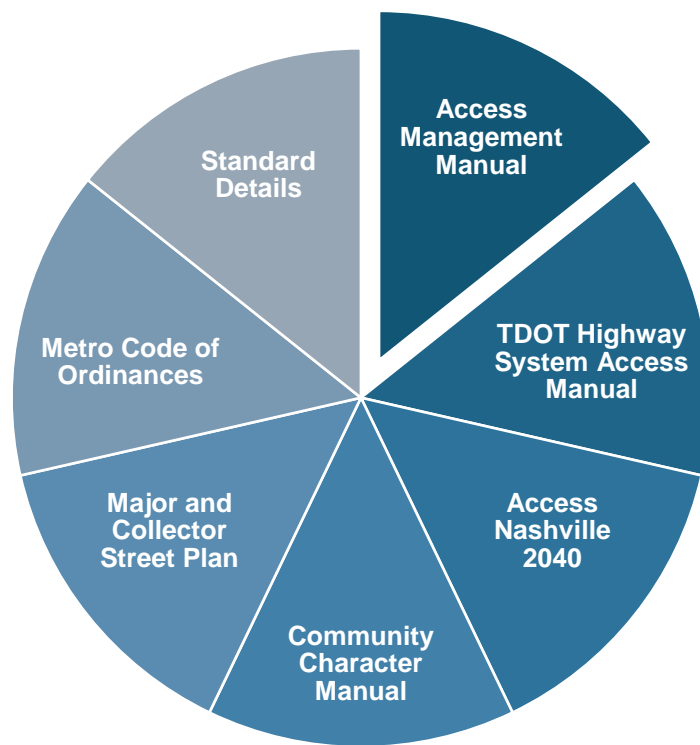 Access
Management
Manual
TDOT Highway
System Access
Manual
Access
Nashville
2040
Community
Character
Manual
Major and
Collector
Street Plan
Metro Code of
Ordinances
Standard
Details